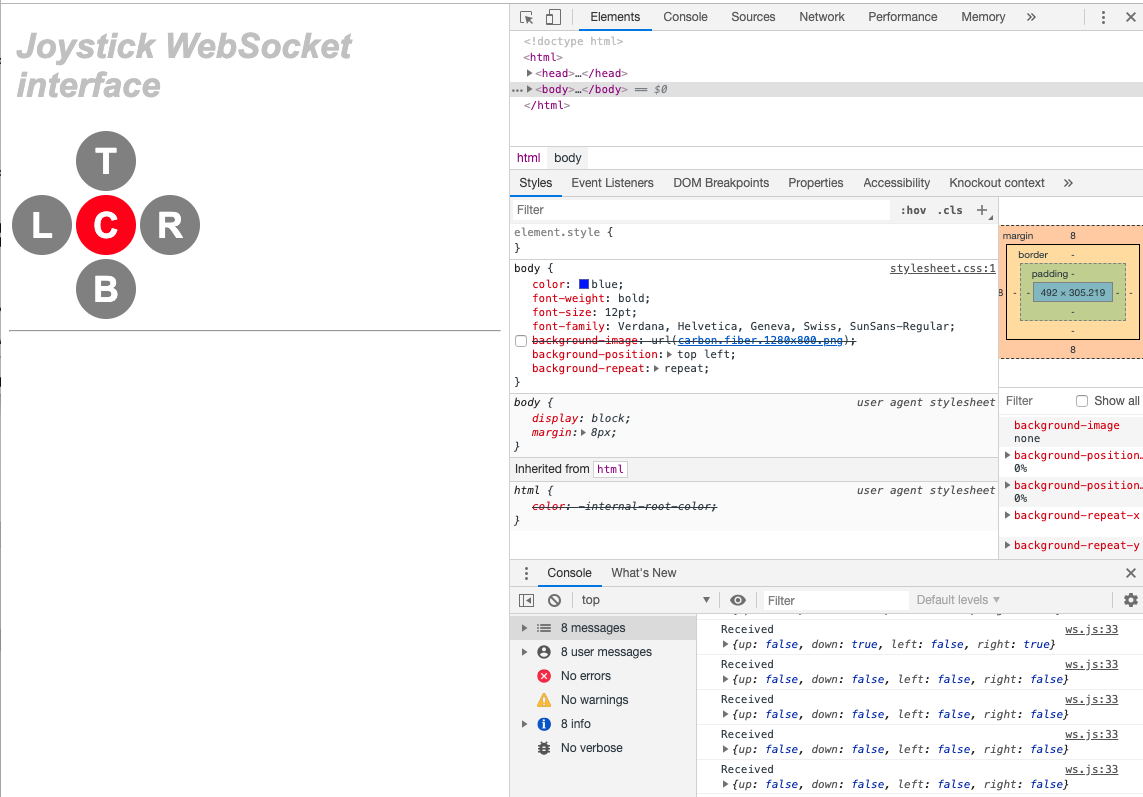 Joystick WebSocket
interface
T
L C R
B
Elements Console Sources Network Performance Memory »
<!doctype html>
<html>
<head>…</head>
<body>…</body> == $0
</html>
html body
Styles Event Listeners DOM Breakpoints Properties Accessibility Knockout context »
Filter :hov .cls +
element.style {
}
body { stylesheet.css:1
color: blue;
font-weight: bold;
font-size: 12pt;
font-family: Verdana, Helvetica, Geneva, Swiss, SunSans-Regular;
background-image: url(carbon.fiber.1280x800.png);
background-position: top left;
background-repeat: repeat;
}
body { user agent stylesheet
display: block;
margin: 8px;
}
Inherited from html
html { user agent stylesheet
color: -internal-root-color;
}
margin 8
border -
padding -
8 - - 492 × 305.219 - -
-
-
8
Filter Show all
background-image
none
background-position…
0%
background-position…
0%
background-repeat-x
background-repeat-y
Console What's New
top Filter Default levels
8 messages
8 user messages
No errors
No warnings
8 info
No verbose
Received ws.js:33
{up: false, down: true, left: false, right: true}
Received ws.js:33
{up: false, down: false, left: false, right: false}
Received ws.js:33
{up: false, down: false, left: false, right: false}
Received ws.js:33
{up: false, down: false, left: false, right: false}
Received ws.js:33
{up: false, down: false, left: false, right: false}